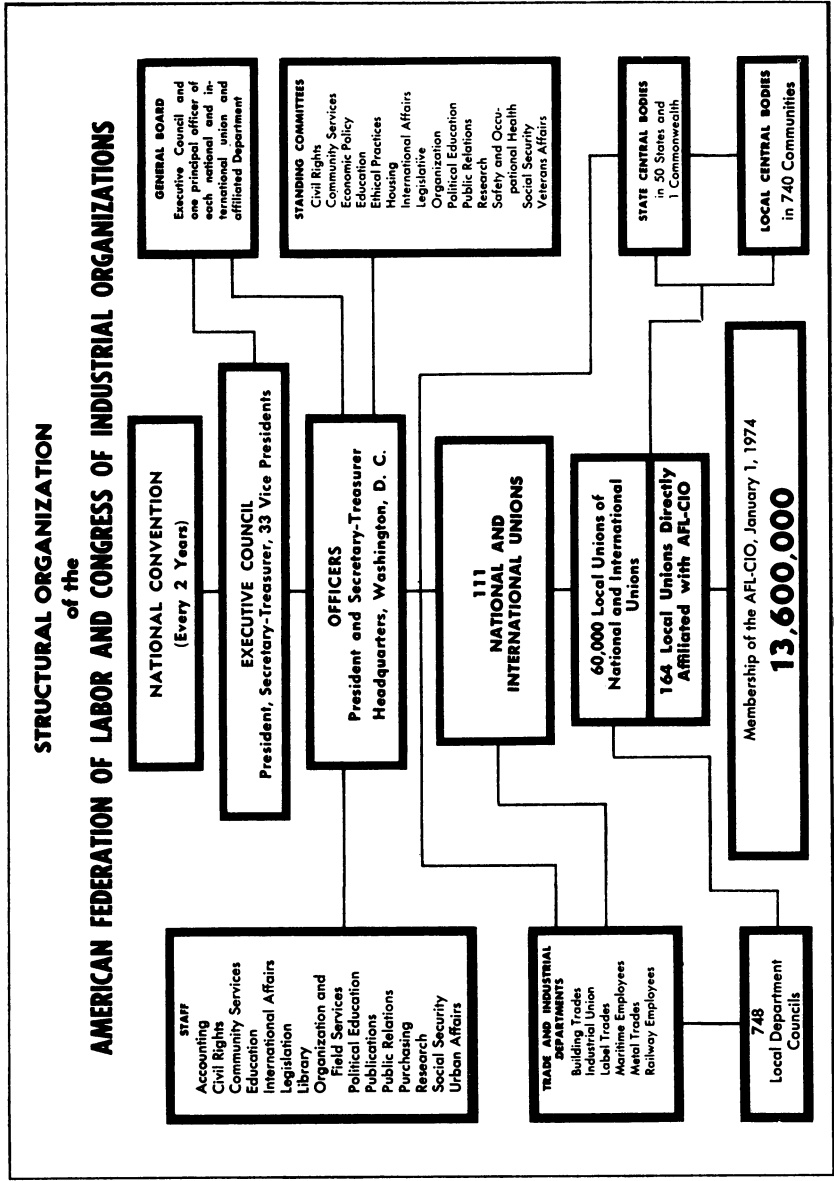 STRUCTURAL ORGANIZATION
of the
AMERICAN FEDERATION OF LABOR AND CONGRESS OF INDUSTRIAL ORGANIZATIONS
NATIONAL CONVENTION
(Every 2 Years)
GENERAL BOARD
Executive Council and
one principal officer of
each national and in-
ternational union and
affiliated Department
EXECUTIVE COUNCIL
President, Secretary-Treasurer, 33 Vice Presidents
STAFF
Accounting
Civil Rights
Community Services
Education
International Affairs
Legislation
Library
Organization and
Field Services
Political Education
Publications
Public Relations
Purchasing
Research
Social Security
Urban Affairs
OFFICERS
President and Secretary-Treasurer
Headquarters, Washington, D. C.
STANDING COMMITTEES
Civil Rights
Community Services
Economic Policy
Education
Ethical Practices
Housing
International Affairs
Legislative
Organization
Political Education
Public Relations
Research
Safety and Occu-
pational Health
Social Security
Veterans Affairs
TRADE AND INDUSTRIAL
DEPARTMENTS
Building Trades
Industrial Union
Label Trades
Maritime Employees
Metal Trades
Railway Employees
111
NATIONAL AND
INTERNATIONAL UNIONS
STATE CENTRAL BODIES
in 50 States and
1 Commonwealth
60,000 Local Unions of
National and International
Unions
164 Local Unions Directly
Affiliated with AFL-CIO
748
Local Department
Councils
Membership of the AFL-CIO, January 1, 1974
13,600,000
LOCAL CENTRAL BODIES
in 740 Communities